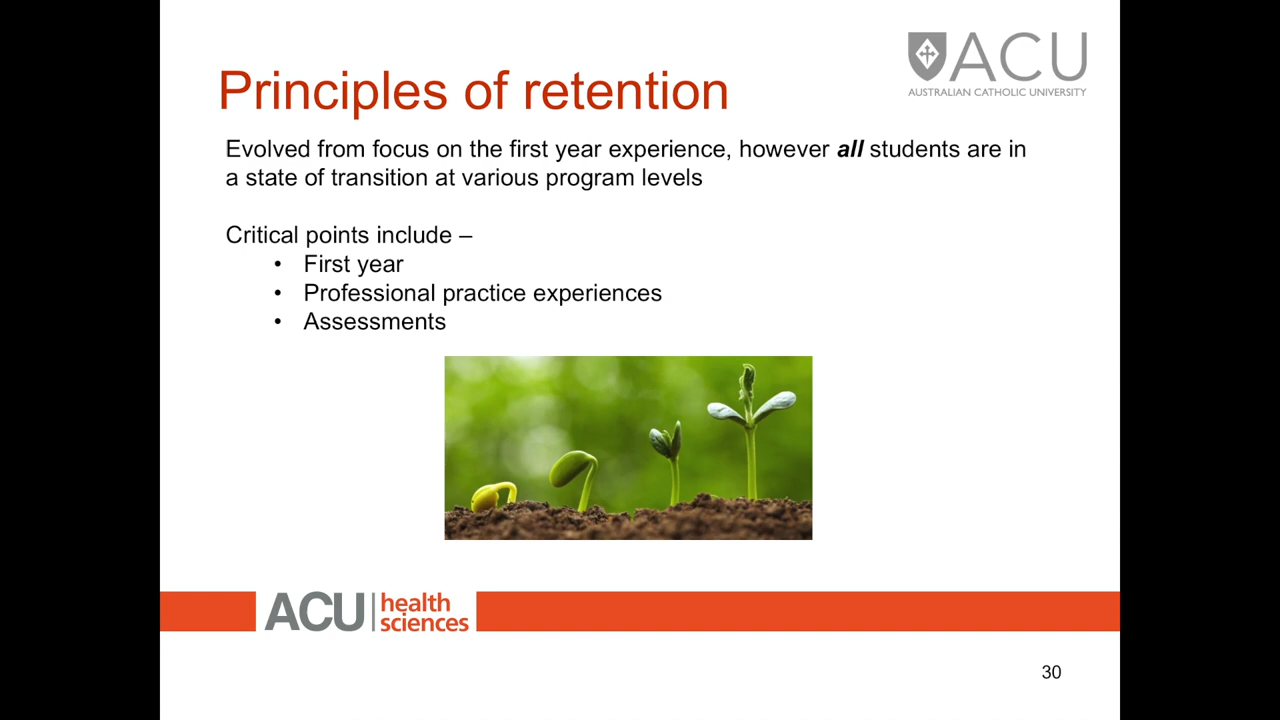 ACU
AUSTRALIAN CATHOLIC UNIVERSITY
Principles of retention
Evolved from focus on the first year experience, however all students are in
a state of transition at various program levels
Critical points include –
• First year
• Professional practice experiences
• Assessments
ACU health
sciences
30